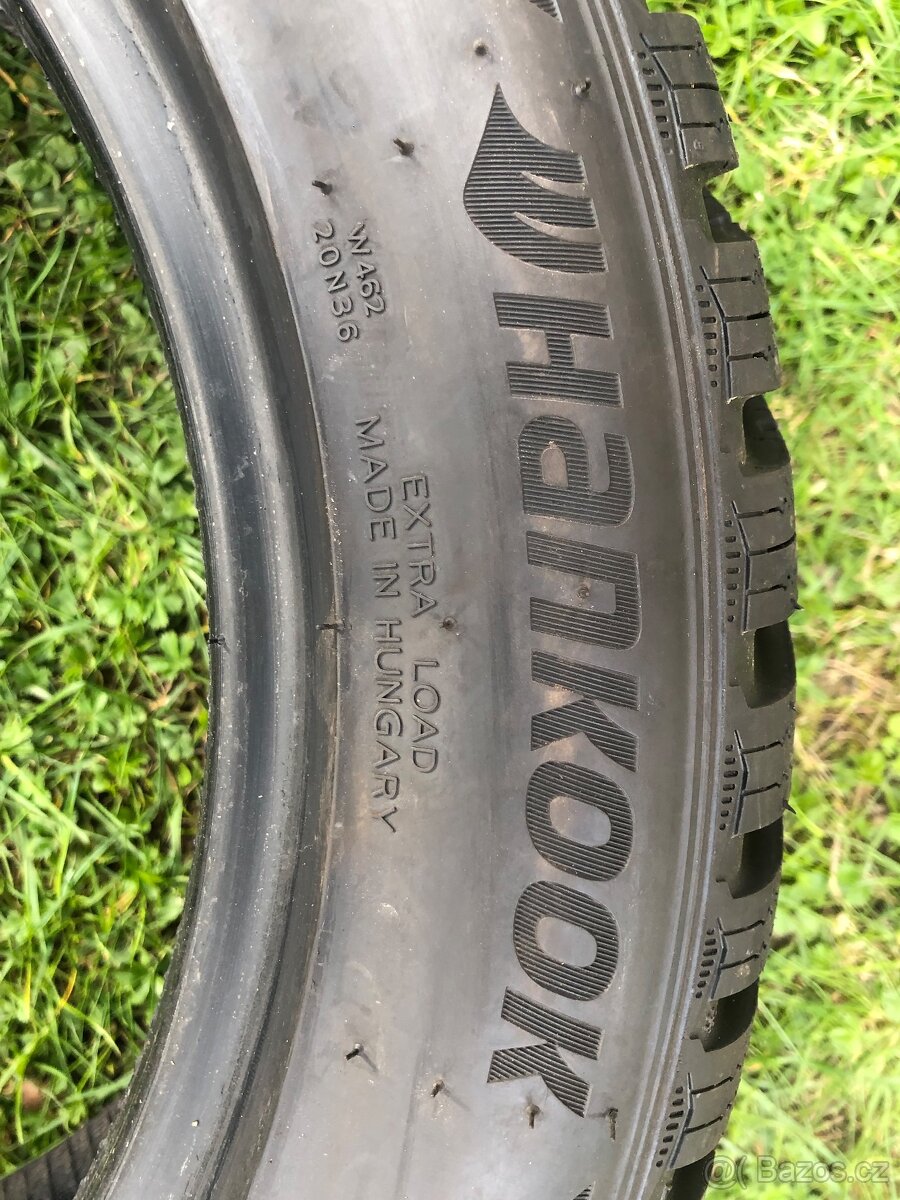 Hankook
W462
20N36
EXTRA LOAD
MADE IN HUNGARY
@( Bazos.cz